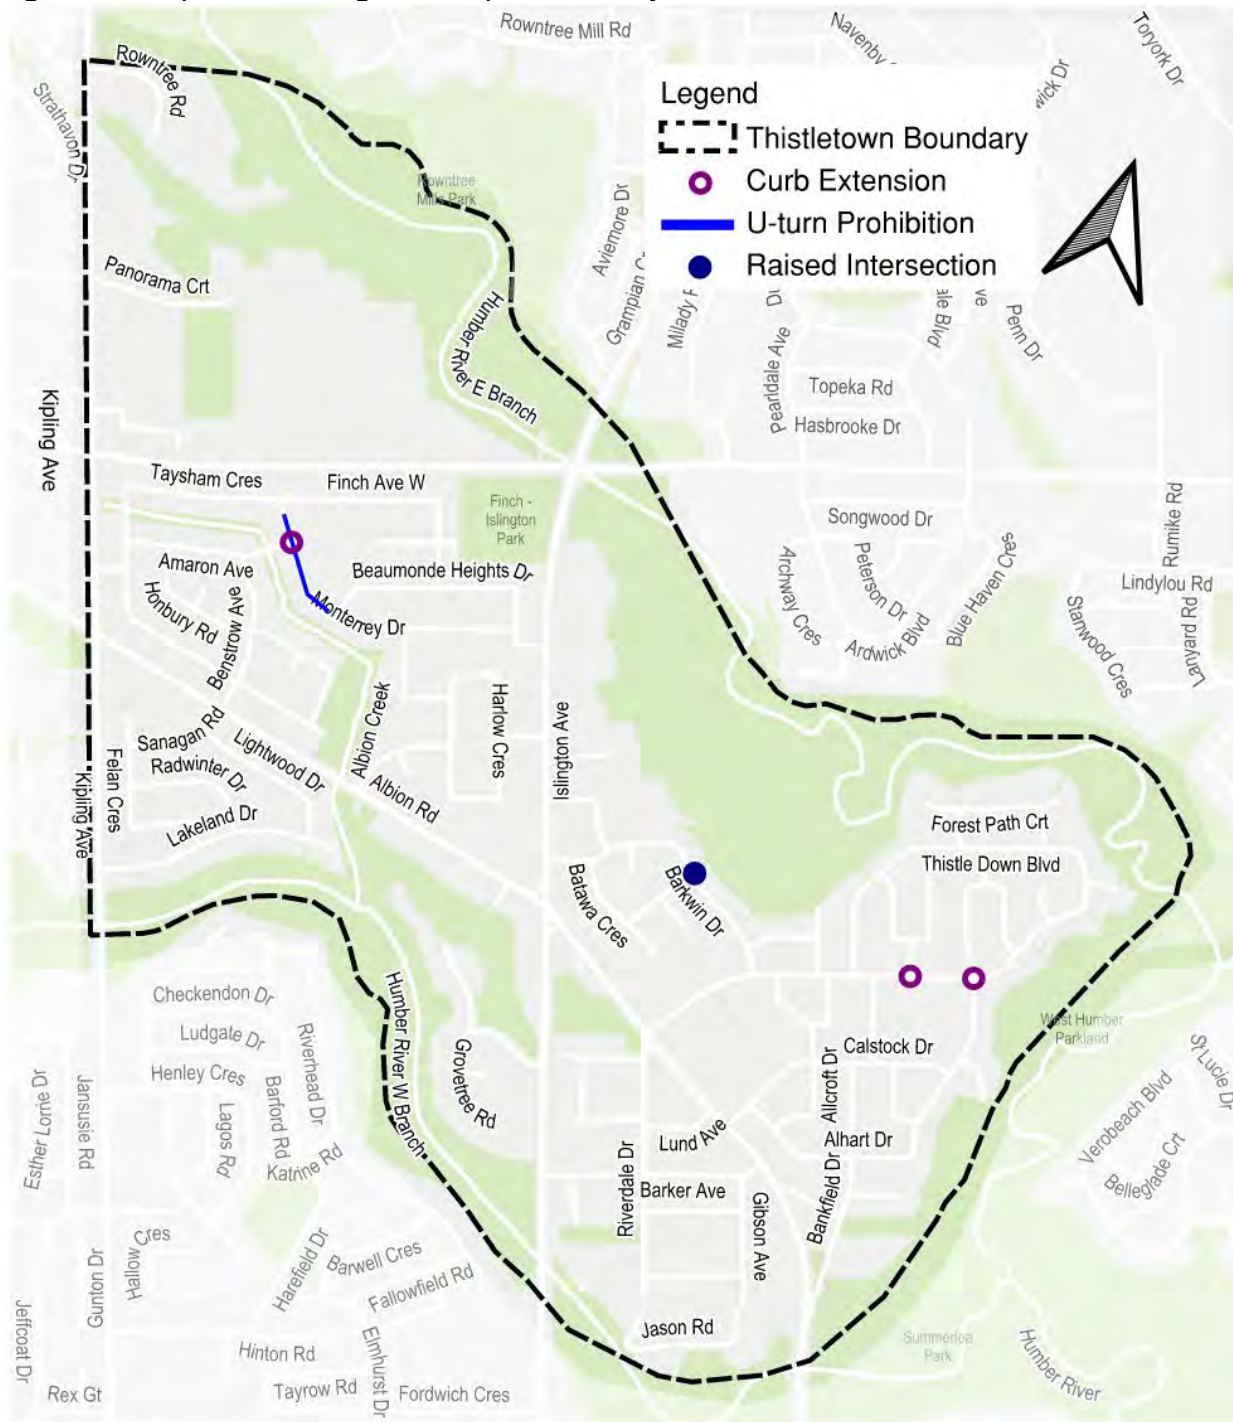 Rowntree Mill Rd
Toryork Dr
Navenby
wick Dr
Rowntree Rd
Strathavon Dr
Legend
Thistletown Boundary
Curb Extension
U-turn Prohibition
Raised Intersection
Rowntree
Mills Park
Aviemore Dr
Grampian C
Milady
Panorama Crt
Humber River E Branch
Pearldale Ave
ale Blvd
ve
Penn Dr
Topeka Rd
Hasbrooke Dr
Kipling Ave
Taysham Cres
Finch Ave W
Finch -
Islington
Park
Songwood Dr
Rumike Rd
Amaron Ave
Beaumonde Heights Dr
Archway Cres
Peterson Dr
Blue Haven Cres
Lindylou Rd
Honbury Rd
Benstrow Ave
Monterrey Dr
Ardwick Blvd
Stanwood Cres
Lanyard Rd
Sanagan Rd
Radwinter Dr
Lightwood Dr
Albion Creek
Harlow Cres
Islington Ave
Felan Cres
Kipling Ave
Lakeland Dr
Albion Rd
Forest Path Crt
Thistle Down Blvd
Batawa Cres
Barkwin Dr
Checkendon Dr
Ludgate Dr
Henley Cres
Riverhead Dr
Humber River W Branch
Grovetree Rd
West Humber
Parkland
Calstock Dr
Allcroft Dr
St Lucie Dr
Verobeach Blvd
Belleglade Crt
Esther Lorrie Dr
Jansusie Rd
Lagos Rd
Barford Rd
Katrine Rd
Lund Ave
Alhart Dr
Riverdale Dr
Barker Ave
Gibson Ave
Bankfield Dr
Hallow Cres
Harefield Dr
Barwell Cres
Fallowfield Rd
Gunton Dr
Jeffcoat Dr
Jason Rd
Summerlea
Park
Humber River
Hinton Rd
Elmhurst Dr
Rex Gt
Tayrow Rd
Fordwich Cres